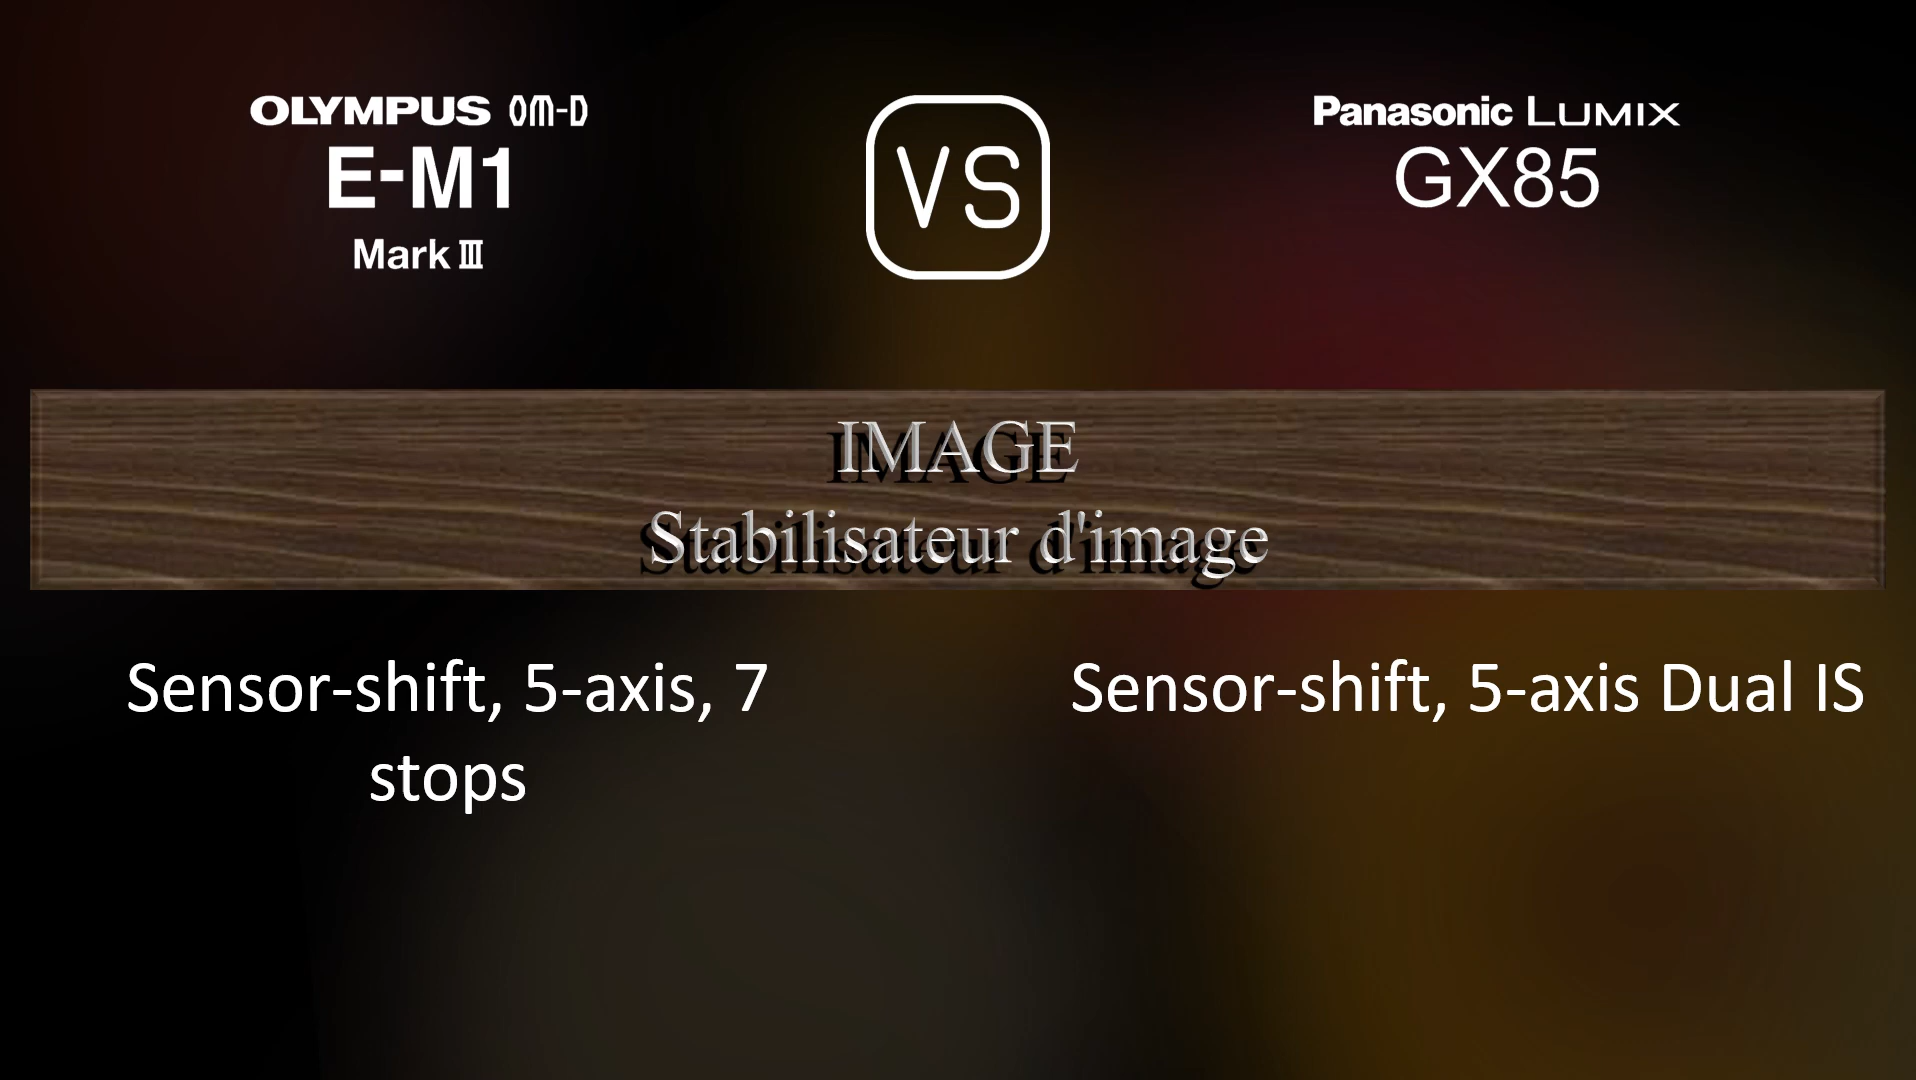 OLYMPUS OM-D
E-M1
Mark III
VS
Panasonic LUMIX
GX85
IMAGE
Stabilisateur d'image
Sensor-shift, 5-axis, 7
stops
Sensor-shift, 5-axis Dual IS